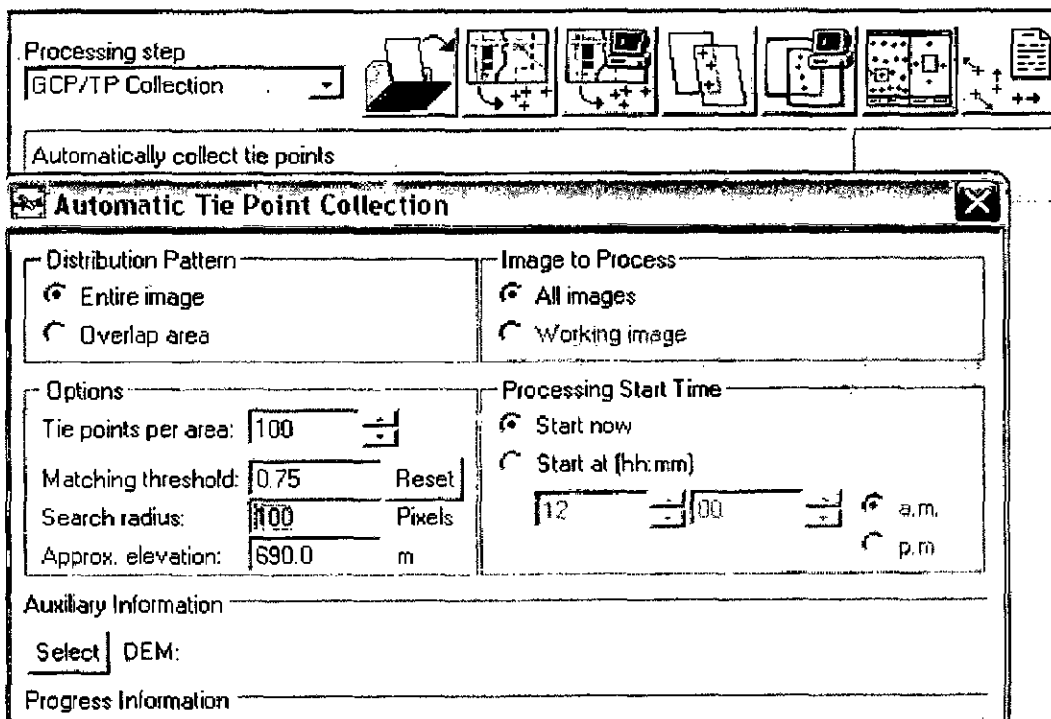 Processing step
GCP/TP Collection
Automatically collect tie points
Automatic Tie Point Collection
Distribution Pattern
Entire image
Overlap area
Image to Process
All images
Working image
Options
Tie points per area: 100
Matching threshold: 0.75 Reset
Search radius: 100 Pixels
Approx. elevation: 690.0 m
Processing Start Time
Start now
Start at (hh:mm)
12 00 a.m.
p.m
Auxiliary Information
Select DEM:
Progress Information